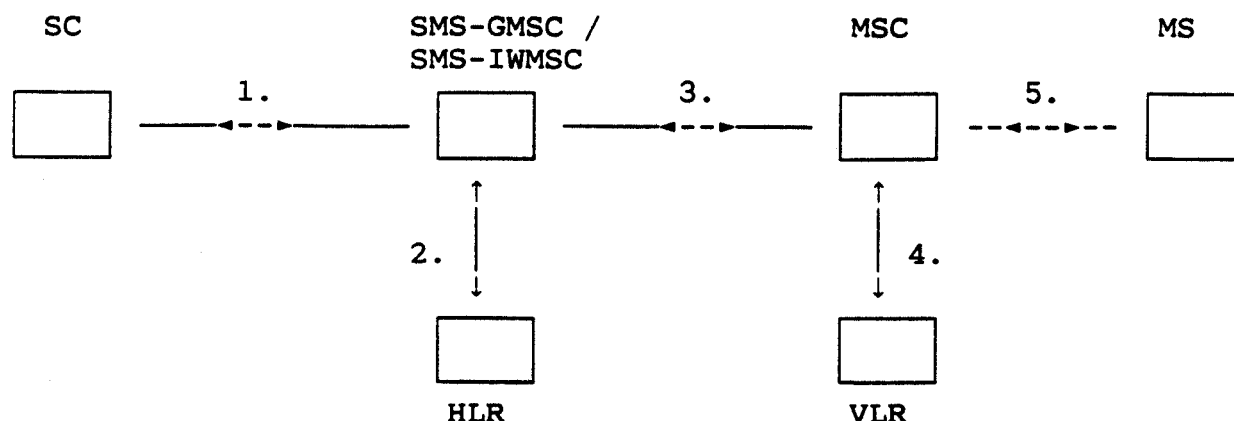 SC
SMS-GMSC /
SMS-IWMSC
MSC
MS
1.
3.
5.
2.
4.
HLR
VLR